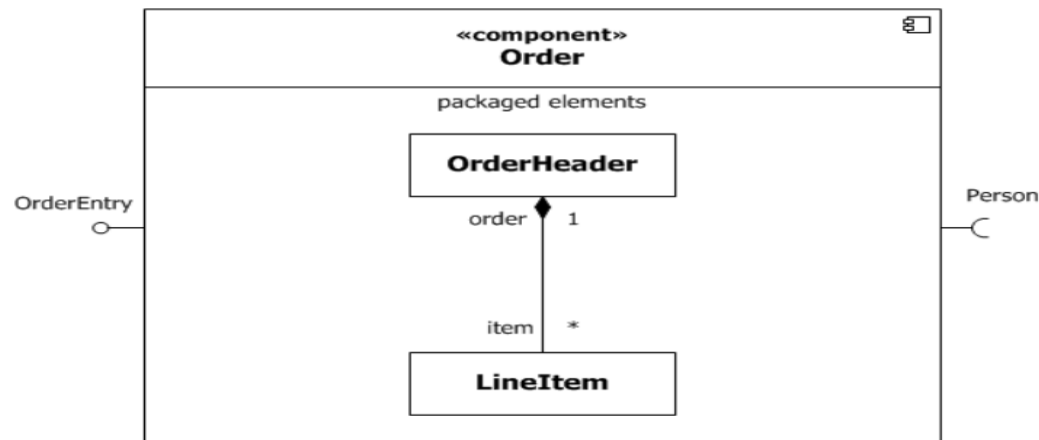 «component»
Order
packaged elements
OrderHeader
OrderEntry
Person
order 1
item *
LineItem